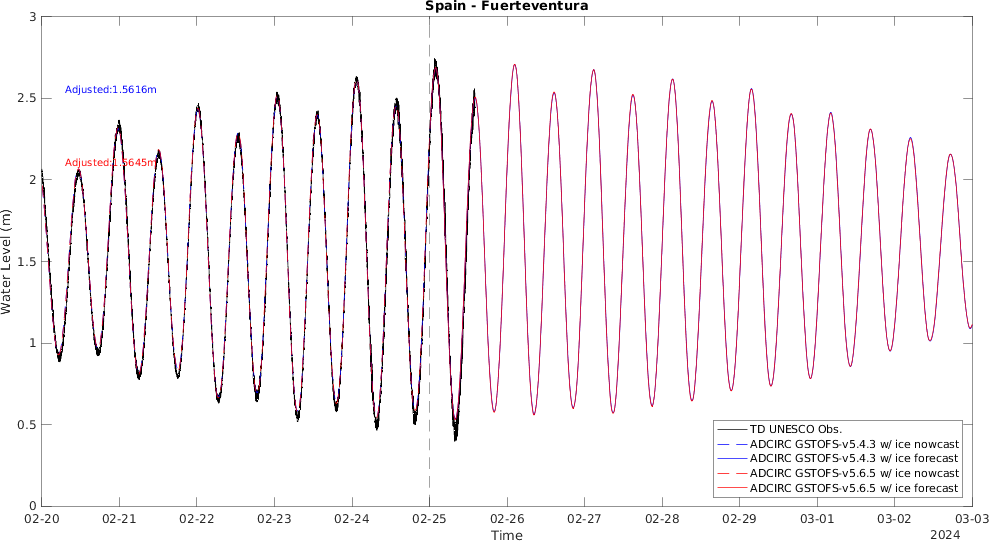 Spain - Fuerteventura
3
2.5
2
1.5
1
0.5
0
Water Level (m)
Adjusted:1.5616m
Adjusted:1.5645m
TD UNESCO Obs.
ADCIRC GSTOFS-v5.4.3 w/ ice nowcast
ADCIRC GSTOFS-v5.4.3 w/ ice forecast
ADCIRC GSTOFS-v5.6.5 w/ ice nowcast
ADCIRC GSTOFS-v5.6.5 w/ ice forecast
02-20 02-21 02-22 02-23 02-24 02-25 02-26 02-27 02-28 02-29 03-01 03-02 03-03
Time
2024